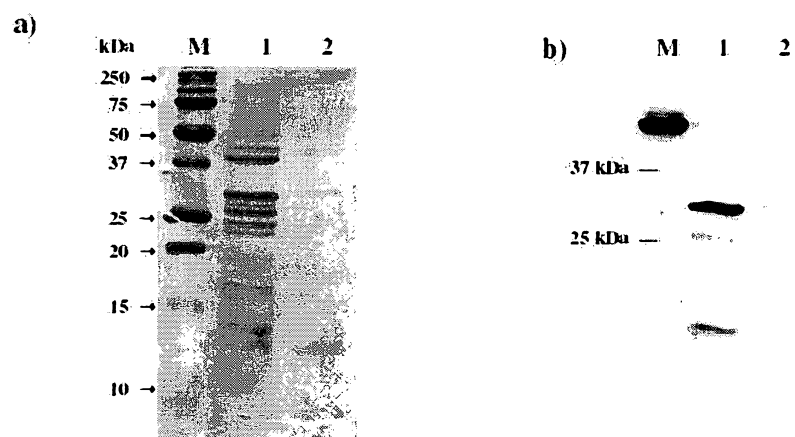 a)
kDa M 1 2
250 →
75 →
50 →
37 →
25 →
20 →
15 →
10 →
b)
M 1 2
37 kDa
25 kDa